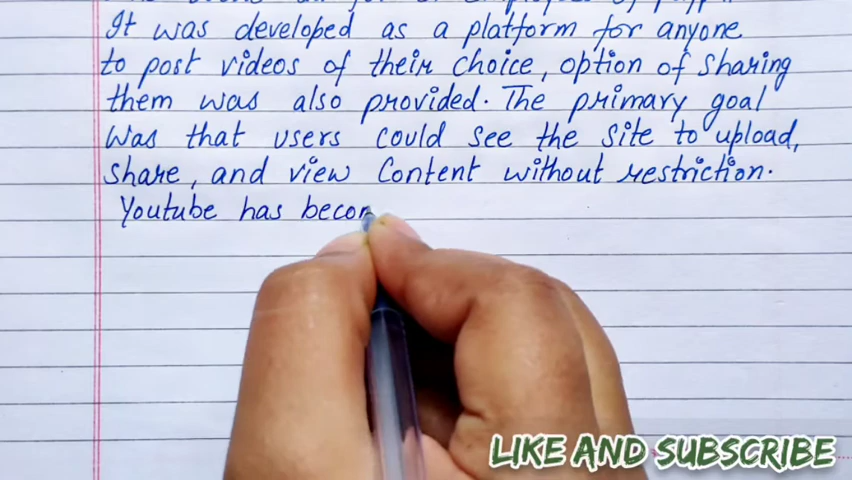 It was developed as a platform for anyone
to post videos of their choice, option of sharing
them was also provided. The primary goal
was that users could see the site to upload,
share, and view Content without restriction.
Youtube has becom
LIKE AND SUBSCRIBE